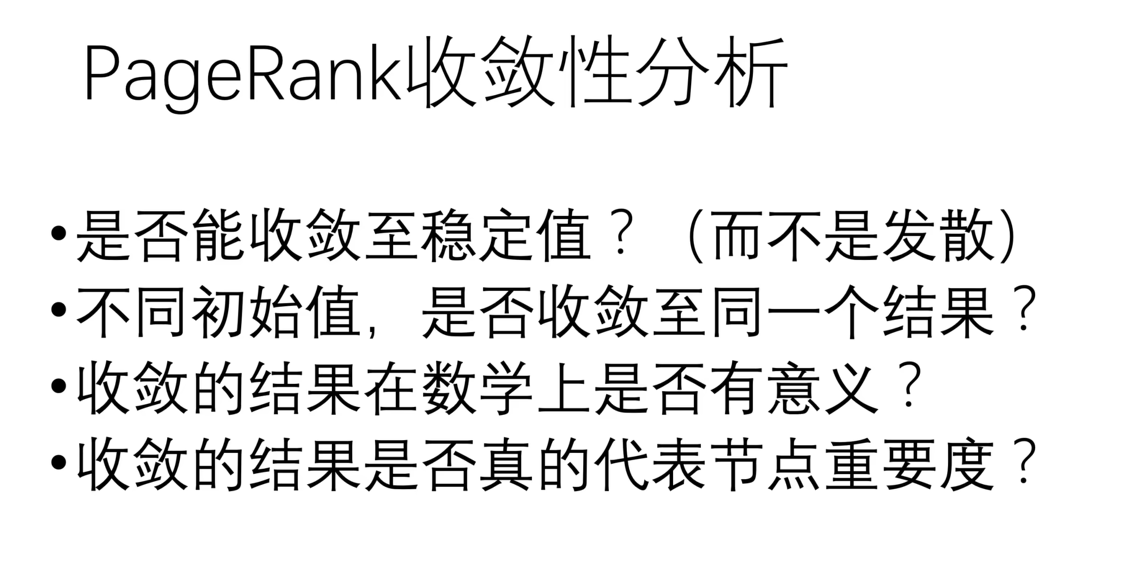 PageRank收敛性分析
•是否能收敛至稳定值？（而不是发散）
•不同初始值，是否收敛至同一个结果？
•收敛的结果在数学上是否有意义？
•收敛的结果是否真的代表节点重要度？